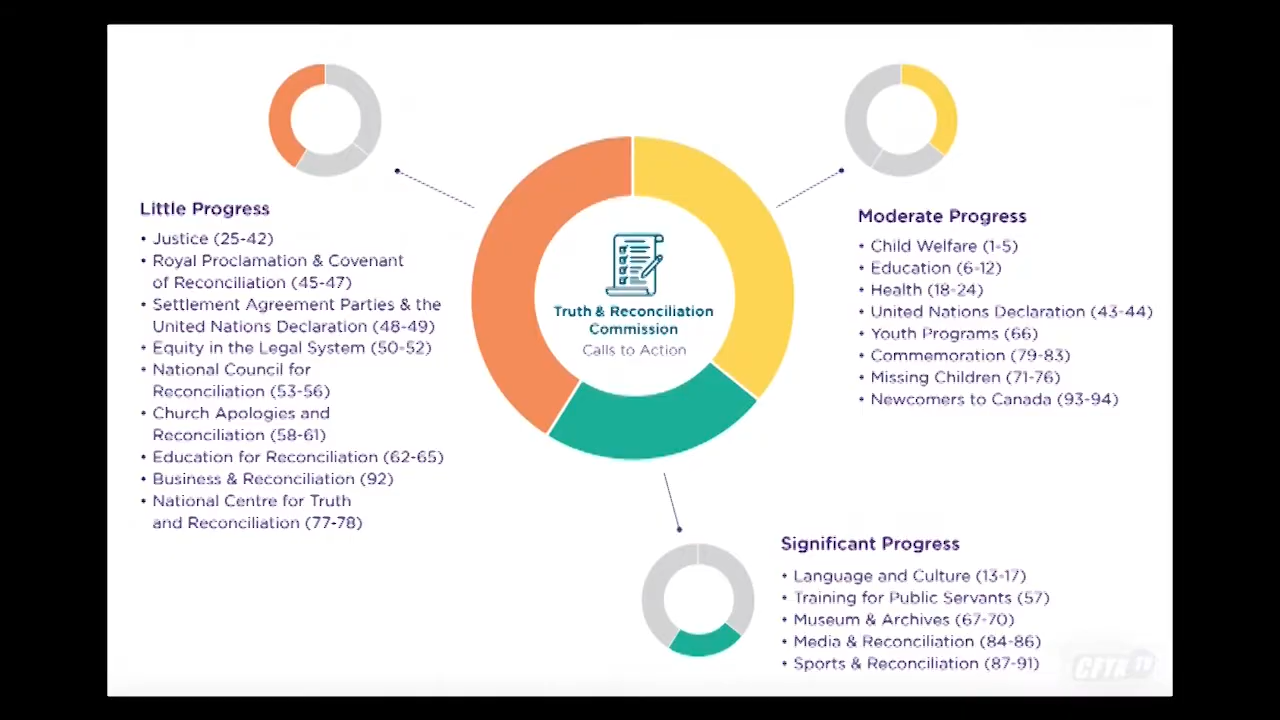 Little Progress
• Justice (25-42)
• Royal Proclamation & Covenant
of Reconciliation (45-47)
• Settlement Agreement Parties & the
United Nations Declaration (48-49)
• Equity in the Legal System (50-52)
• National Council for
Reconciliation (53-56)
• Church Apologies and
Reconciliation (58-61)
• Education for Reconciliation (62-65)
• Business & Reconciliation (92)
• National Centre for Truth
and Reconciliation (77-78)
Truth & Reconciliation
Commission
Calls to Action
Moderate Progress
• Child Welfare (1-5)
• Education (6-12)
• Health (18-24)
• United Nations Declaration (43-44)
• Youth Programs (66)
• Commemoration (79-83)
• Missing Children (71-76)
• Newcomers to Canada (93-94)
Significant Progress
• Language and Culture (13-17)
• Training for Public Servants (57)
• Museum & Archives (67-70)
• Media & Reconciliation (84-86)
• Sports & Reconciliation (87-91)
CFTK TV